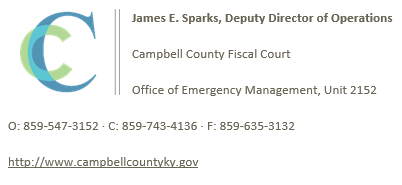 James E. Sparks, Deputy Director of Operations
Campbell County Fiscal Court
Office of Emergency Management, Unit 2152
O: 859-547-3152 · C: 859-743-4136 · F: 859-635-3132
http://www.campbellcountyky.gov